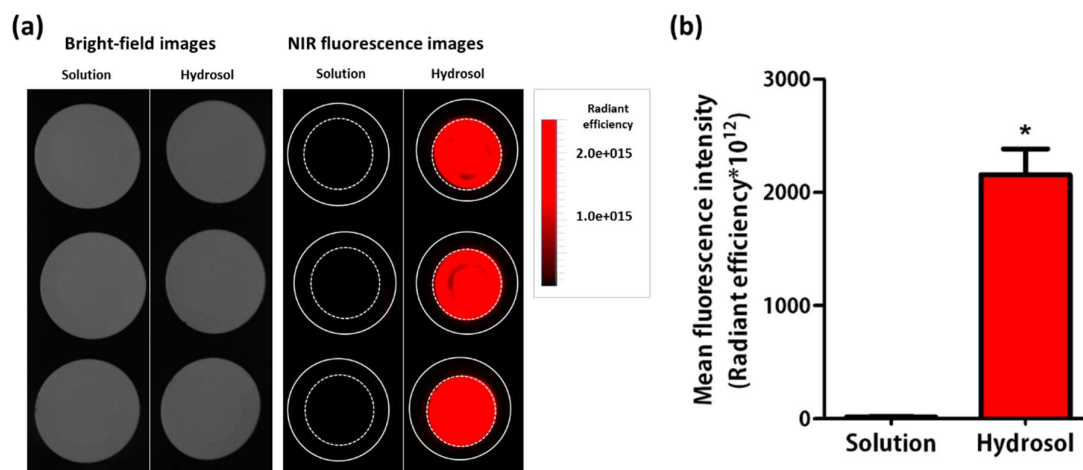 (a)
Bright-field images
NIR fluorescence images
Solution
Hydrosol
Solution
Hydrosol
Radiant
efficiency
2.0e+015
1.0e+015
(b)
Mean fluorescence intensity
(Radiant efficiency*10¹²)
3000
2000
1000
0
*
Solution
Hydrosol